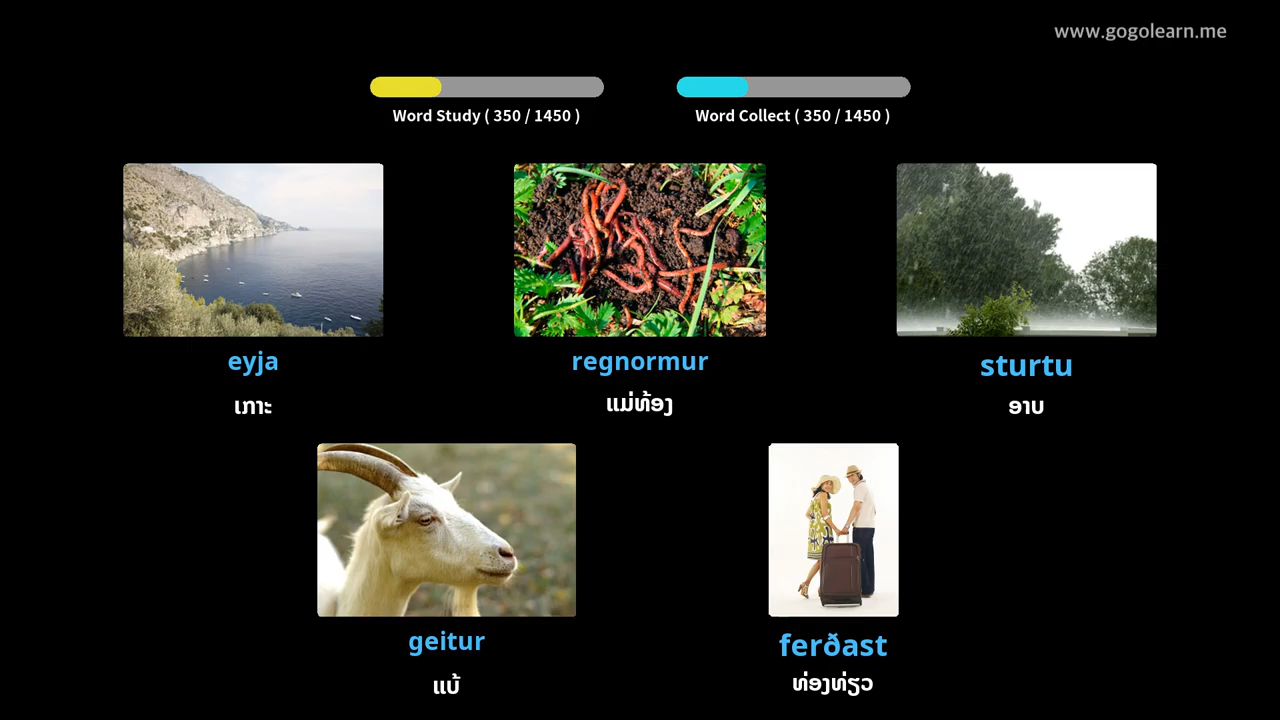 www.gogolearn.me
Word Study ( 350 / 1450 )
Word Collect ( 350 / 1450 )
eyja
ເກາະ
regnormur
ແມ່ທ້ອງ
sturtu
ອາບ
geitur
ແບ້
ferðast
ທ່ອງທ່ຽວ